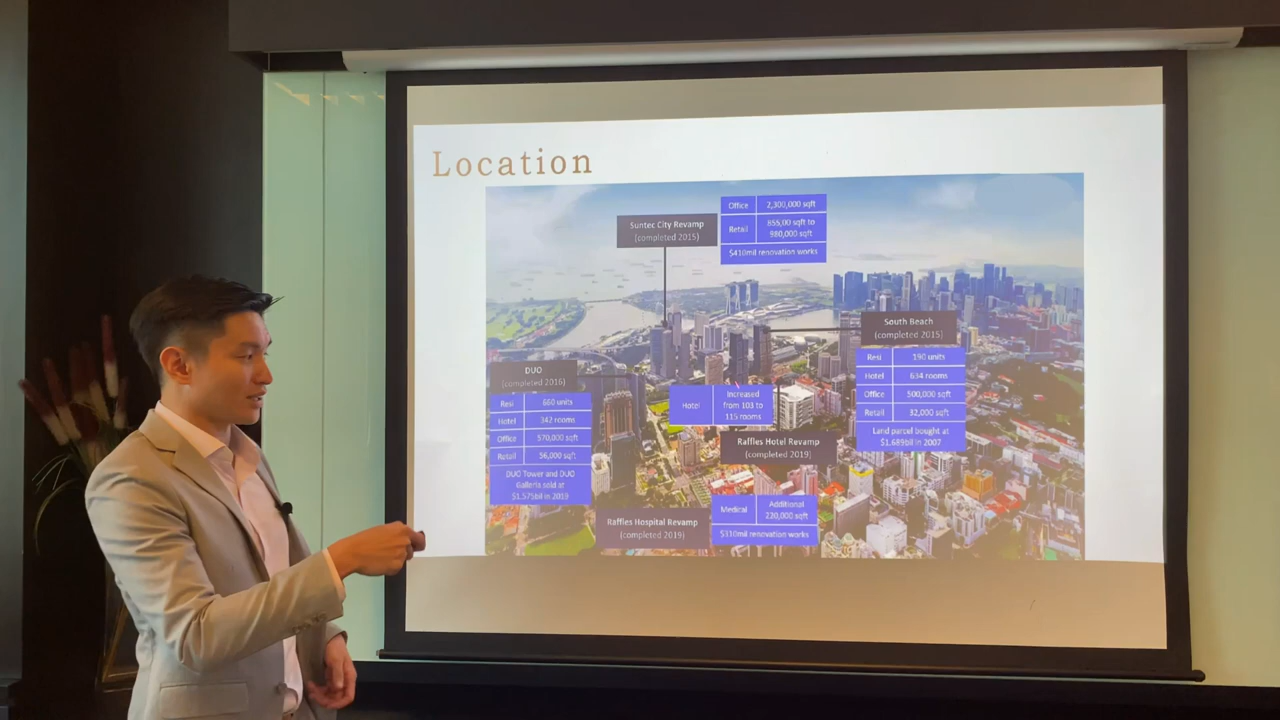 Location
Suntec City Revamp
(completed 2015)
Office 2,300,000 sqft
Retail 855,00 sqft to
980,000 sqft
$410mil renovation works
South Beach
(completed 2015)
Resi 190 units
Hotel 634 rooms
Office 500,000 sqft
Retail 32,000 sqft
Land parcel bought at
$1.689bil in 2007
DUO
(completed 2016)
Resi 660 units
Hotel 342 rooms
Office 570,000 sqft
Retail 56,000 sqft
DUO Tower and DUO
Galleria sold at
$1.575bil in 2019
Hotel Increased
from 103 to
115 rooms
Raffles Hotel Revamp
(completed 2019)
Raffles Hospital Revamp
(completed 2019)
Medical Additional
220,000 sqft
$310mil renovation works